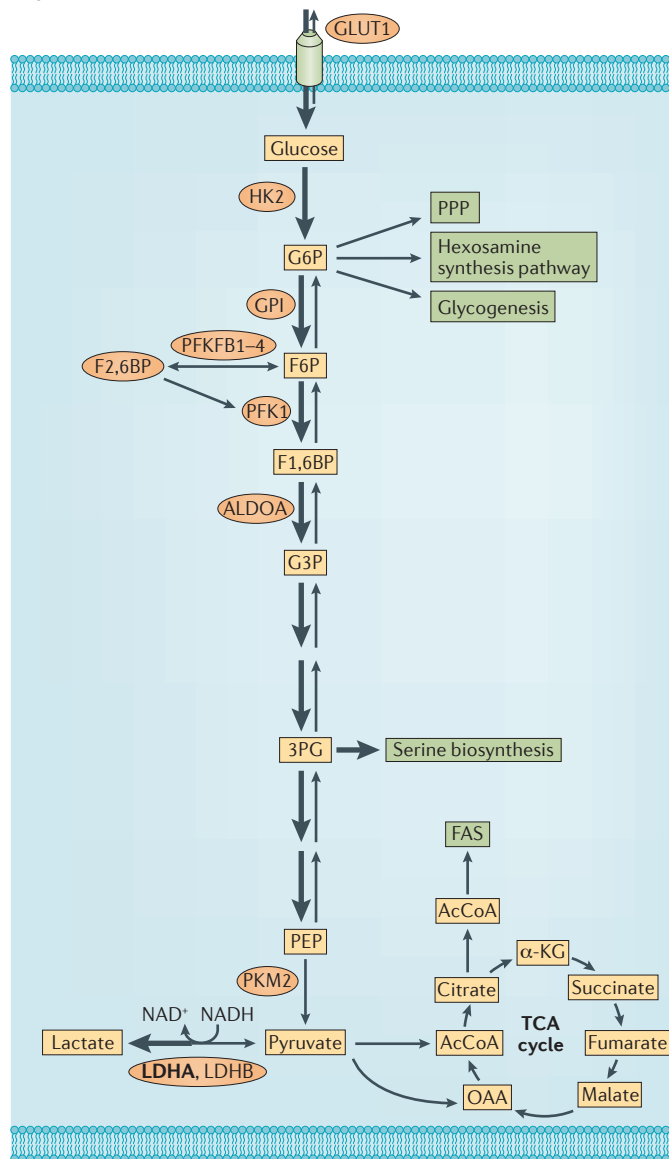 GLUT1
Glucose
HK2
PPP
G6P
Hexosamine
synthesis pathway
GPI
Glycogenesis
PFKFB1–4
F2,6BP
F6P
PFK1
F1,6BP
ALDOA
G3P
3PG
Serine biosynthesis
FAS
AcCoA
PEP
α-KG
PKM2
Citrate
Succinate
NAD⁺
NADH
TCA
cycle
Lactate
Pyruvate
AcCoA
Fumarate
LDHA, LDHB
OAA
Malate